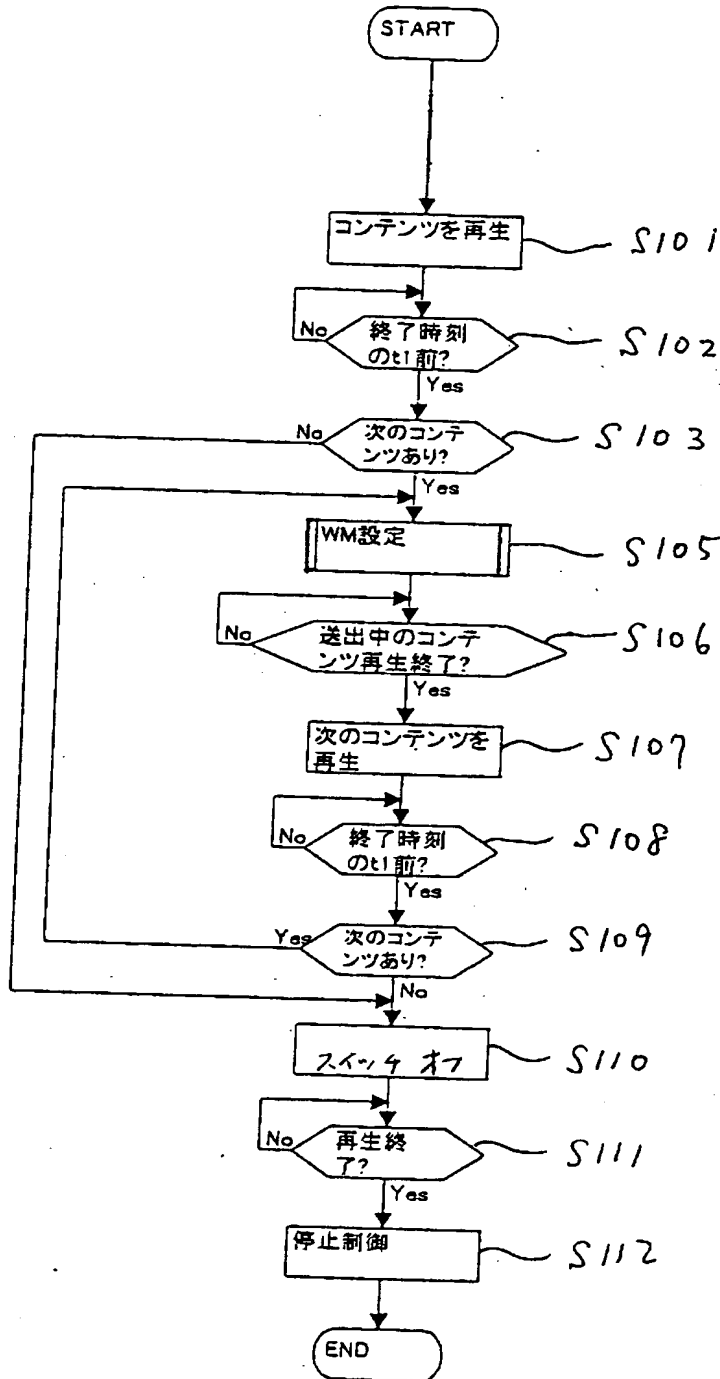 START
コンテンツを再生
S101
No
終了時刻
のt1前?
S102
Yes
No
次のコンテ
ンツあり?
S103
Yes
WM設定
S105
No
送出中のコンテ
ンツ再生終了?
S106
Yes
次のコンテンツを
再生
S107
No
終了時刻
のt1前?
S108
Yes
Yes
次のコンテ
ンツあり?
S109
No
スイッチ オフ
S110
No
再生終
了?
S111
Yes
停止制御
S112
END